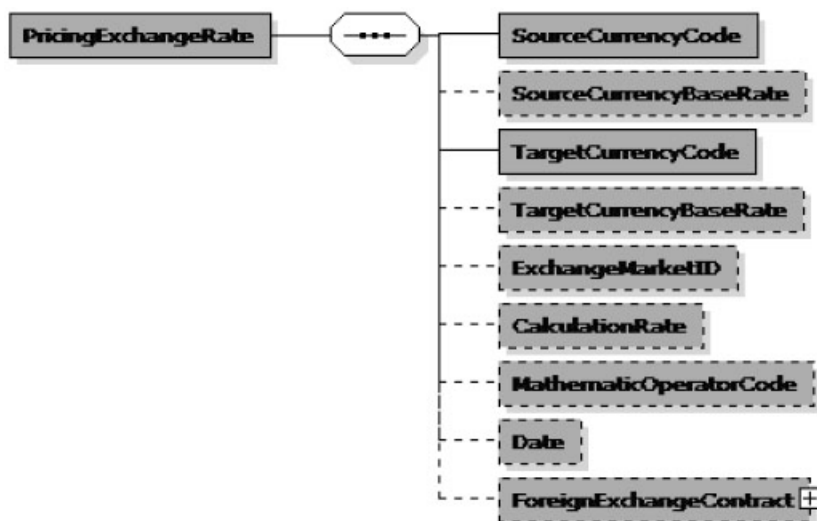 PricingExchangeRate
SourceCurrencyCode
SourceCurrencyBaseRate
TargetCurrencyCode
TargetCurrencyBaseRate
ExchangeMarketID
CalculationRate
MathematicOperatorCode
Date
ForeignExchangeContract